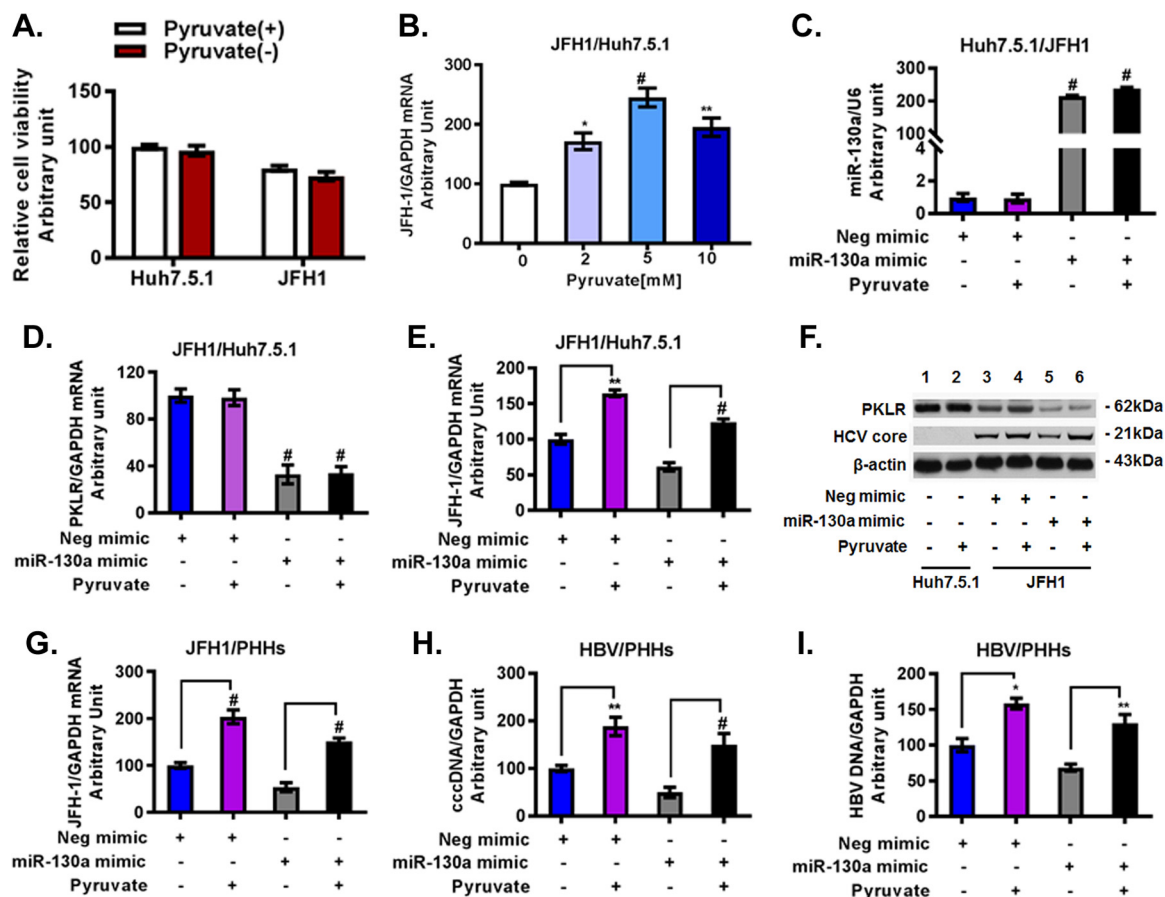 A.
Pyruvate(+)
Pyruvate(-)
Relative cell viability
Arbitrary unit
150
100
50
0
Huh7.5.1 JFH1
B.
JFH1/Huh7.5.1
JFH-1/GAPDH mRNA
Arbitrary Unit
300
200
100
0
* # **
0 2 5 10
Pyruvate[mM]
C.
Huh7.5.1/JFH1
miR-130a/U6
Arbitrary unit
300
200
100
4
2
0
# #
Neg mimic + + - -
miR-130a mimic - - + +
Pyruvate - + - +
D.
JFH1/Huh7.5.1
PKLR/GAPDH mRNA
Arbitrary unit
120
80
40
0
# #
Neg mimic + + - -
miR-130a mimic - - + +
Pyruvate - + - +
E.
JFH1/Huh7.5.1
JFH-1/GAPDH mRNA
Arbitrary unit
200
150
100
50
0
** #
Neg mimic + + - -
miR-130a mimic - - + +
Pyruvate - + - +
F.
1 2 3 4 5 6
PKLR - 62kDa
HCV core - 21kDa
β-actin - 43kDa
Neg mimic - - + + - -
miR-130a mimic - - - - + +
Pyruvate - + - + - +
Huh7.5.1 JFH1
G.
JFH1/PHHs
JFH-1/GAPDH mRNA
Arbitrary Unit
300
200
100
0
# #
Neg mimic + + - -
miR-130a mimic - - + +
Pyruvate - + - +
H.
HBV/PHHs
cccDNA/GAPDH
Arbitrary unit
300
200
100
0
** #
Neg mimic + + - -
miR-130a mimic - - + +
Pyruvate - + - +
I.
HBV/PHHs
HBV DNA/GAPDH
Arbitrary unit
200
150
100
50
0
* **
Neg mimic + + - -
miR-130a mimic - - + +
Pyruvate - + - +